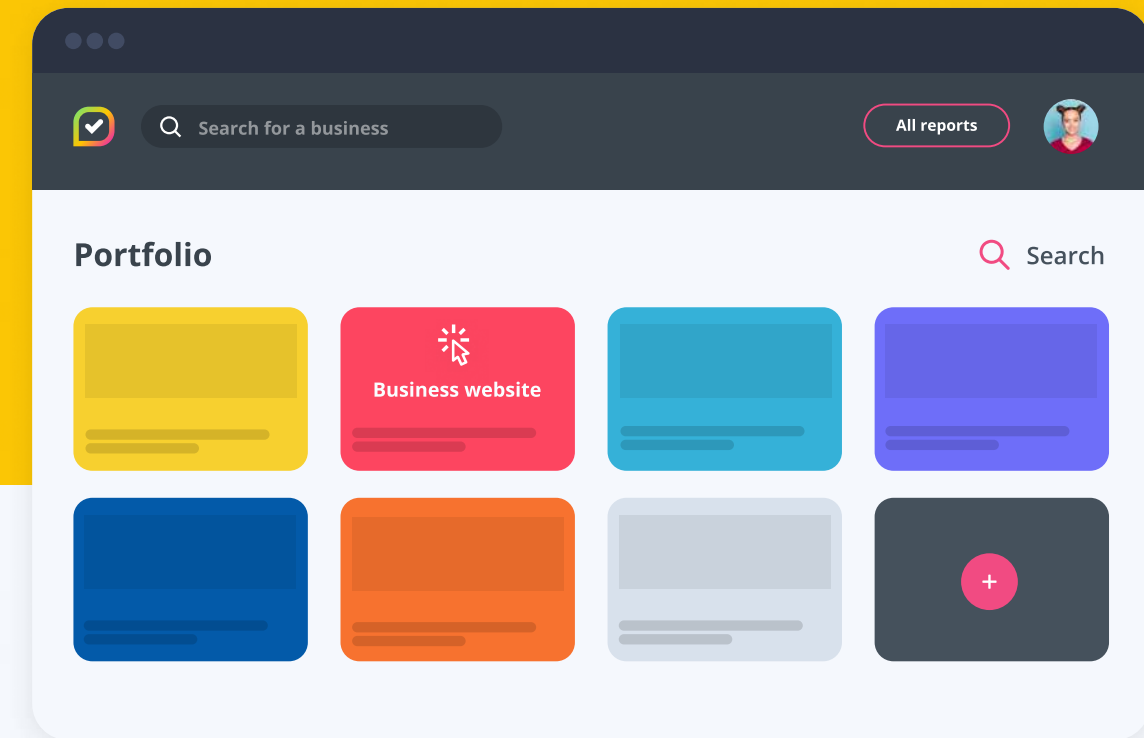 Search for a business
All reports
Portfolio
Search
Business website